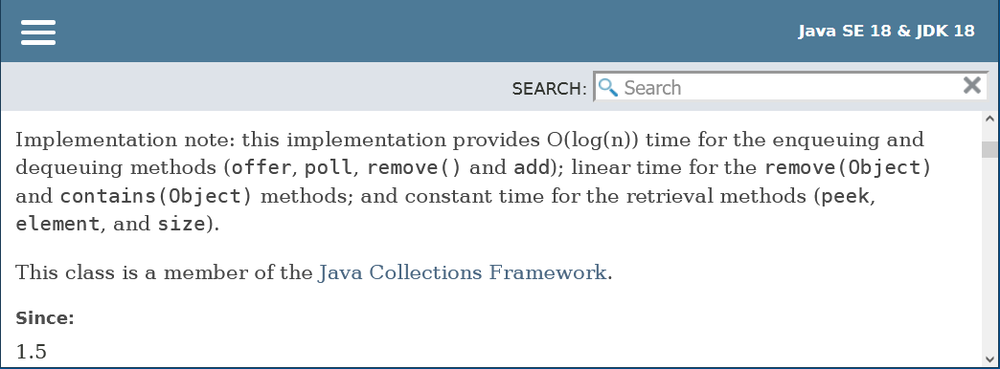 Java SE 18 & JDK 18
SEARCH: Search
Implementation note: this implementation provides O(log(n)) time for the enqueuing and
dequeuing methods (offer, poll, remove() and add); linear time for the remove(Object)
and contains(Object) methods; and constant time for the retrieval methods (peek,
element, and size).
This class is a member of the Java Collections Framework.
Since:
1.5